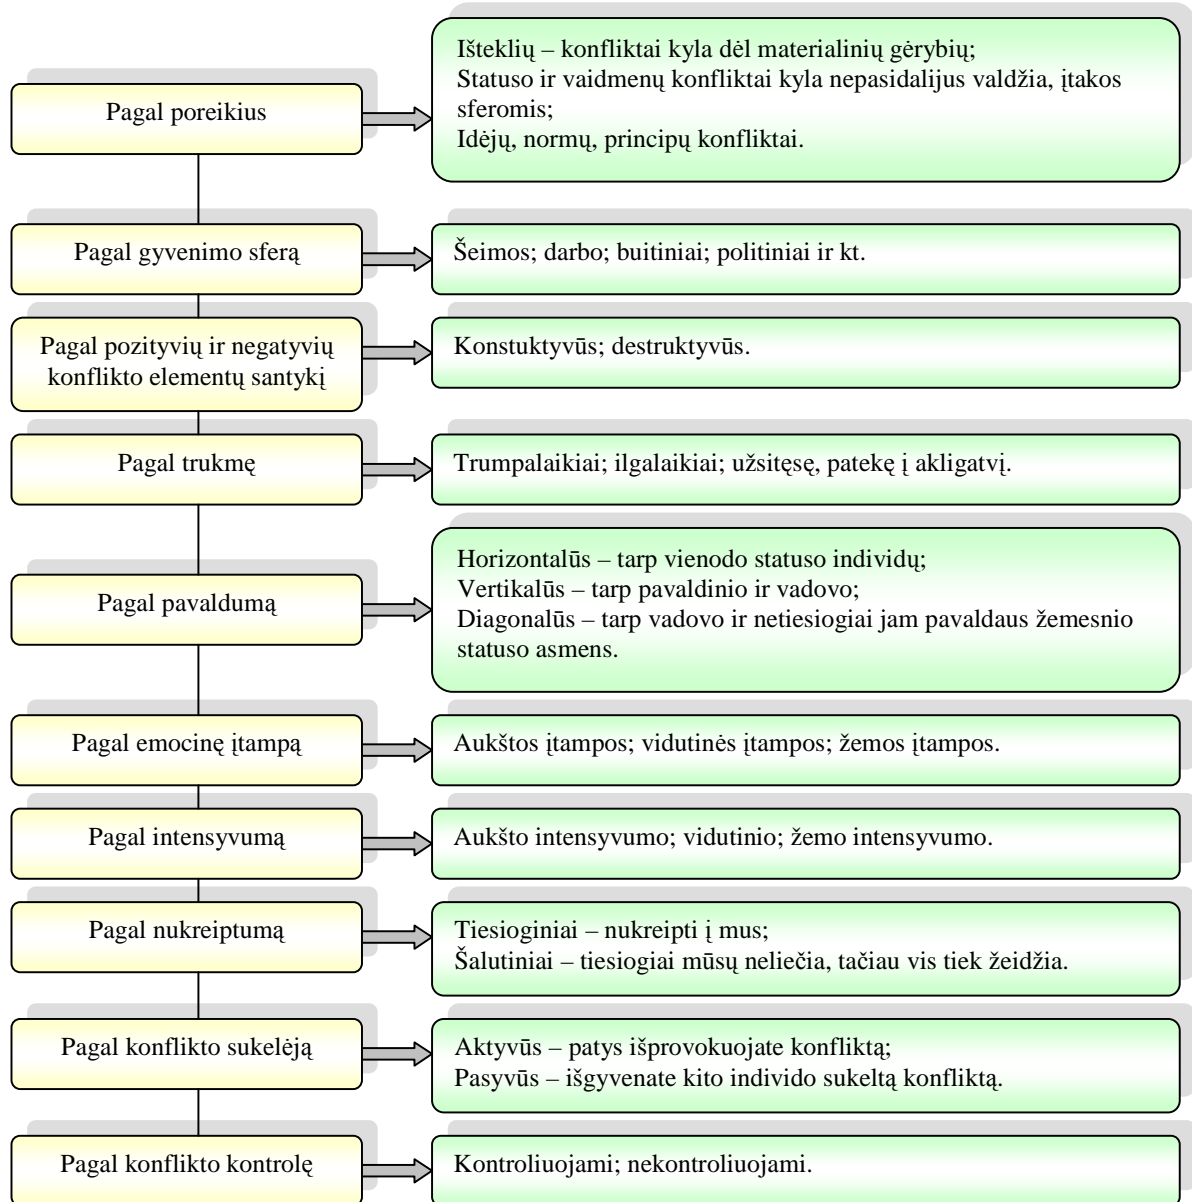 Pagal poreikius
Išteklių – konfliktai kyla dėl materialinių gėrybių;
Statuso ir vaidmenų konfliktai kyla nepasidalijus valdžia, įtakos
sferomis;
Idėjų, normų, principų konfliktai.
Pagal gyvenimo sferą
Šeimos; darbo; buitiniai; politiniai ir kt.
Pagal pozityvių ir negatyvių
konflikto elementų santykį
Konstuktyvūs; destruktyvūs.
Pagal trukmę
Trumpalaikiai; ilgalaikiai; užsitęsę, patekę į akligatvį.
Pagal pavaldumą
Horizontalūs – tarp vienodo statuso individų;
Vertikalūs – tarp pavaldinio ir vadovo;
Diagonalūs – tarp vadovo ir netiesiogiai jam pavaldaus žemesnio
statuso asmens.
Pagal emocinę įtampą
Aukštos įtampos; vidutinės įtampos; žemos įtampos.
Pagal intensyvumą
Aukšto intensyvumo; vidutinio; žemo intensyvumo.
Pagal nukreiptumą
Tiesioginiai – nukreipti į mus;
Šalutiniai – tiesiogiai mūsų neliečia, tačiau vis tiek žeidžia.
Pagal konflikto sukelėją
Aktyvūs – patys išprovokuojate konfliktą;
Pasyvūs – išgyvenate kito individo sukeltą konfliktą.
Pagal konflikto kontrolę
Kontroliuojami; nekontroliuojami.